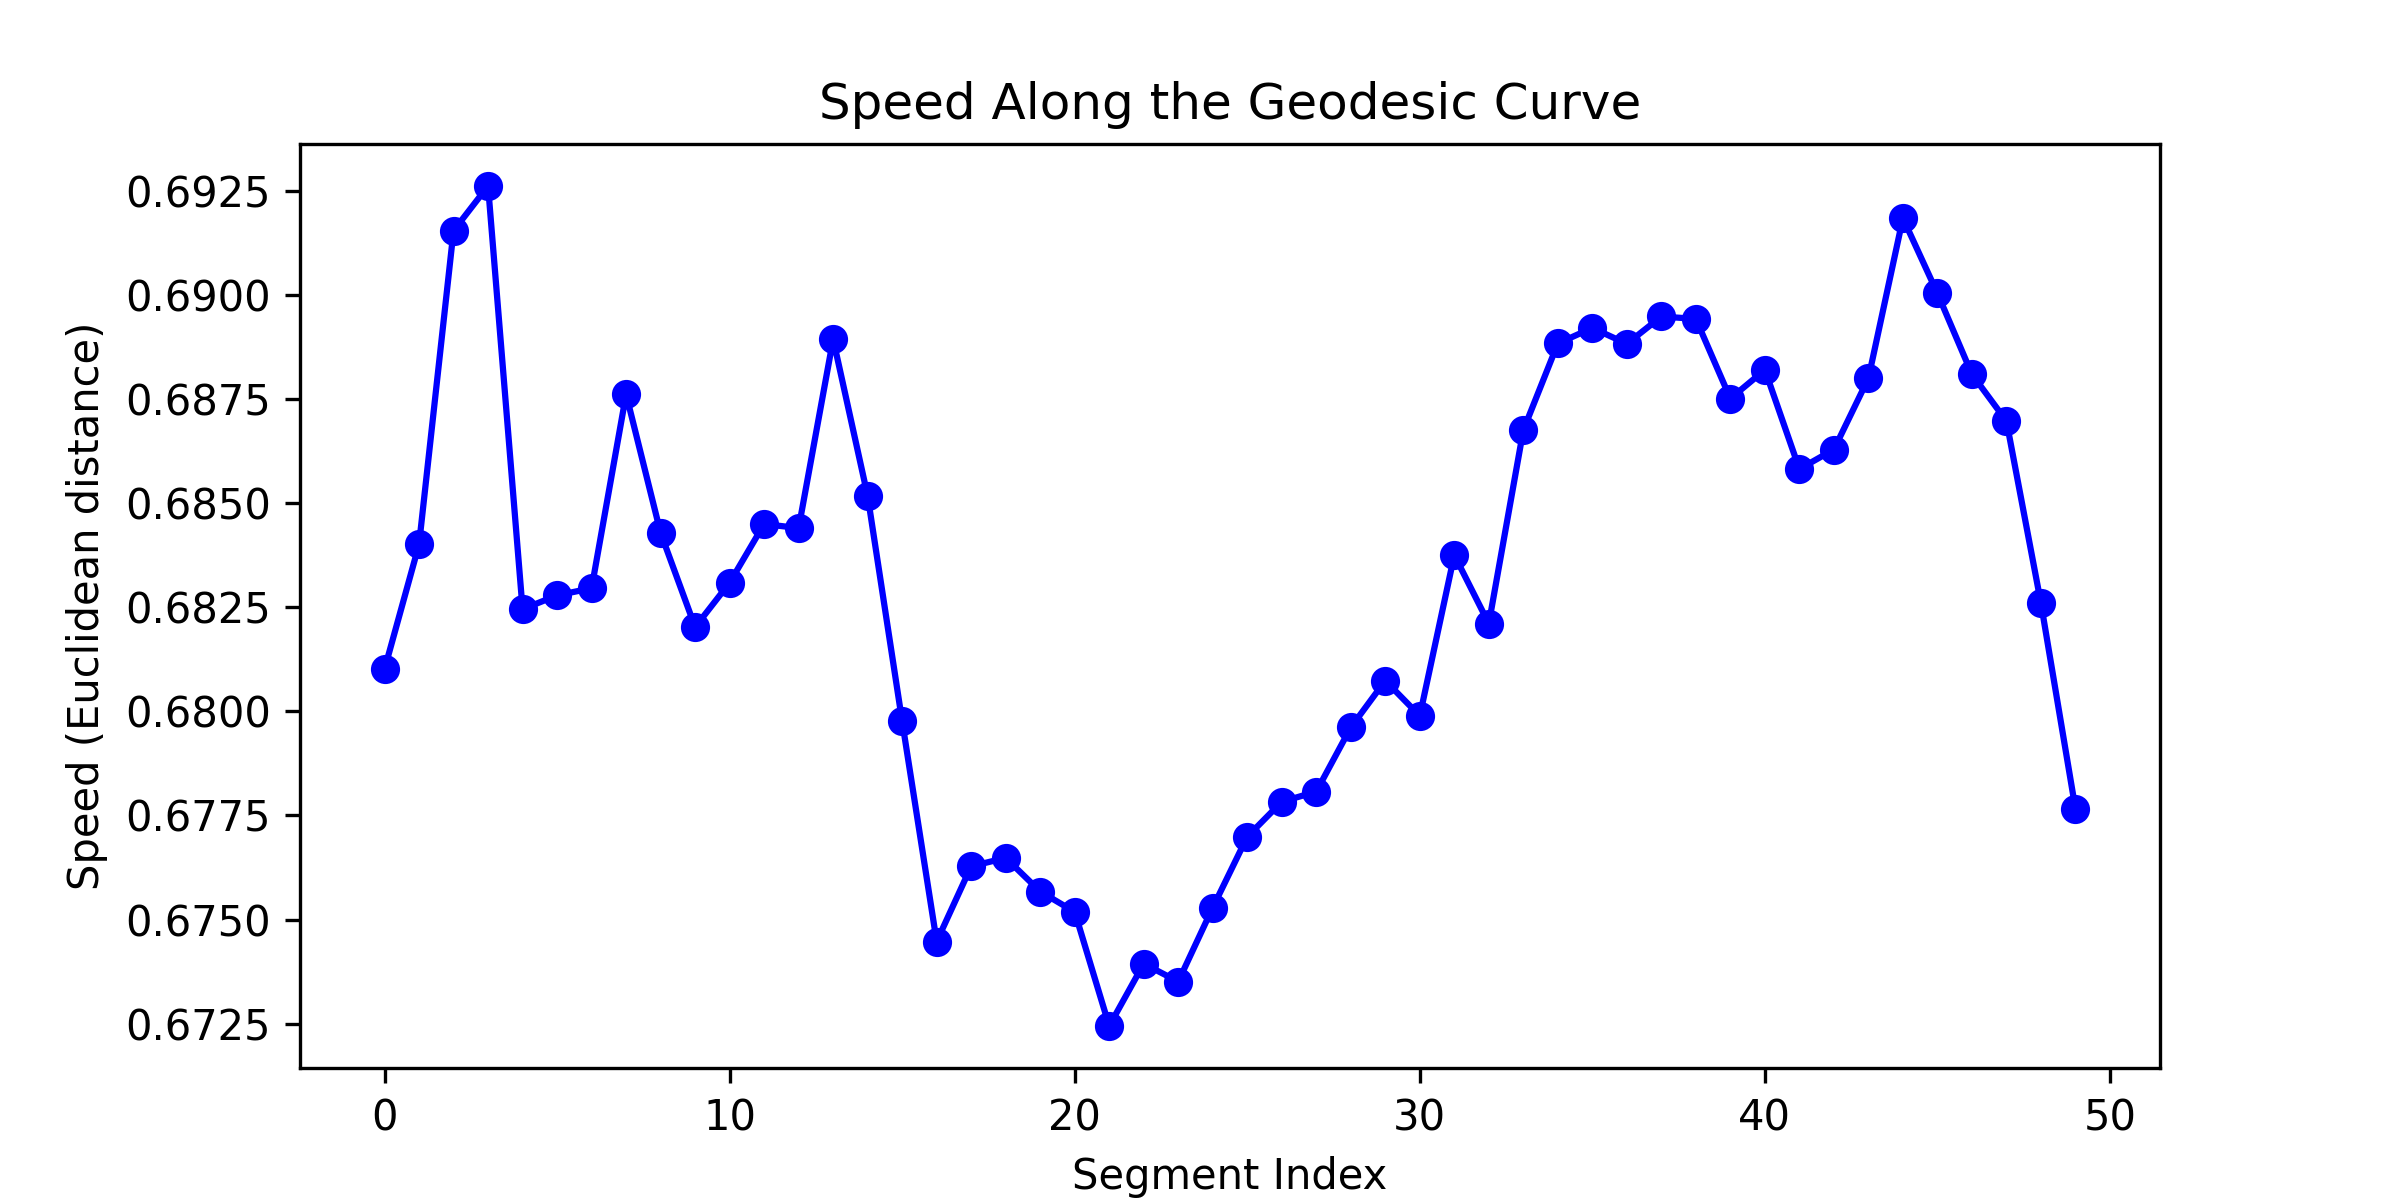 Speed Along the Geodesic Curve
Speed (Euclidean distance)
0.6925
0.6900
0.6875
0.6850
0.6825
0.6800
0.6775
0.6750
0.6725
0 10 20 30 40 50
Segment Index